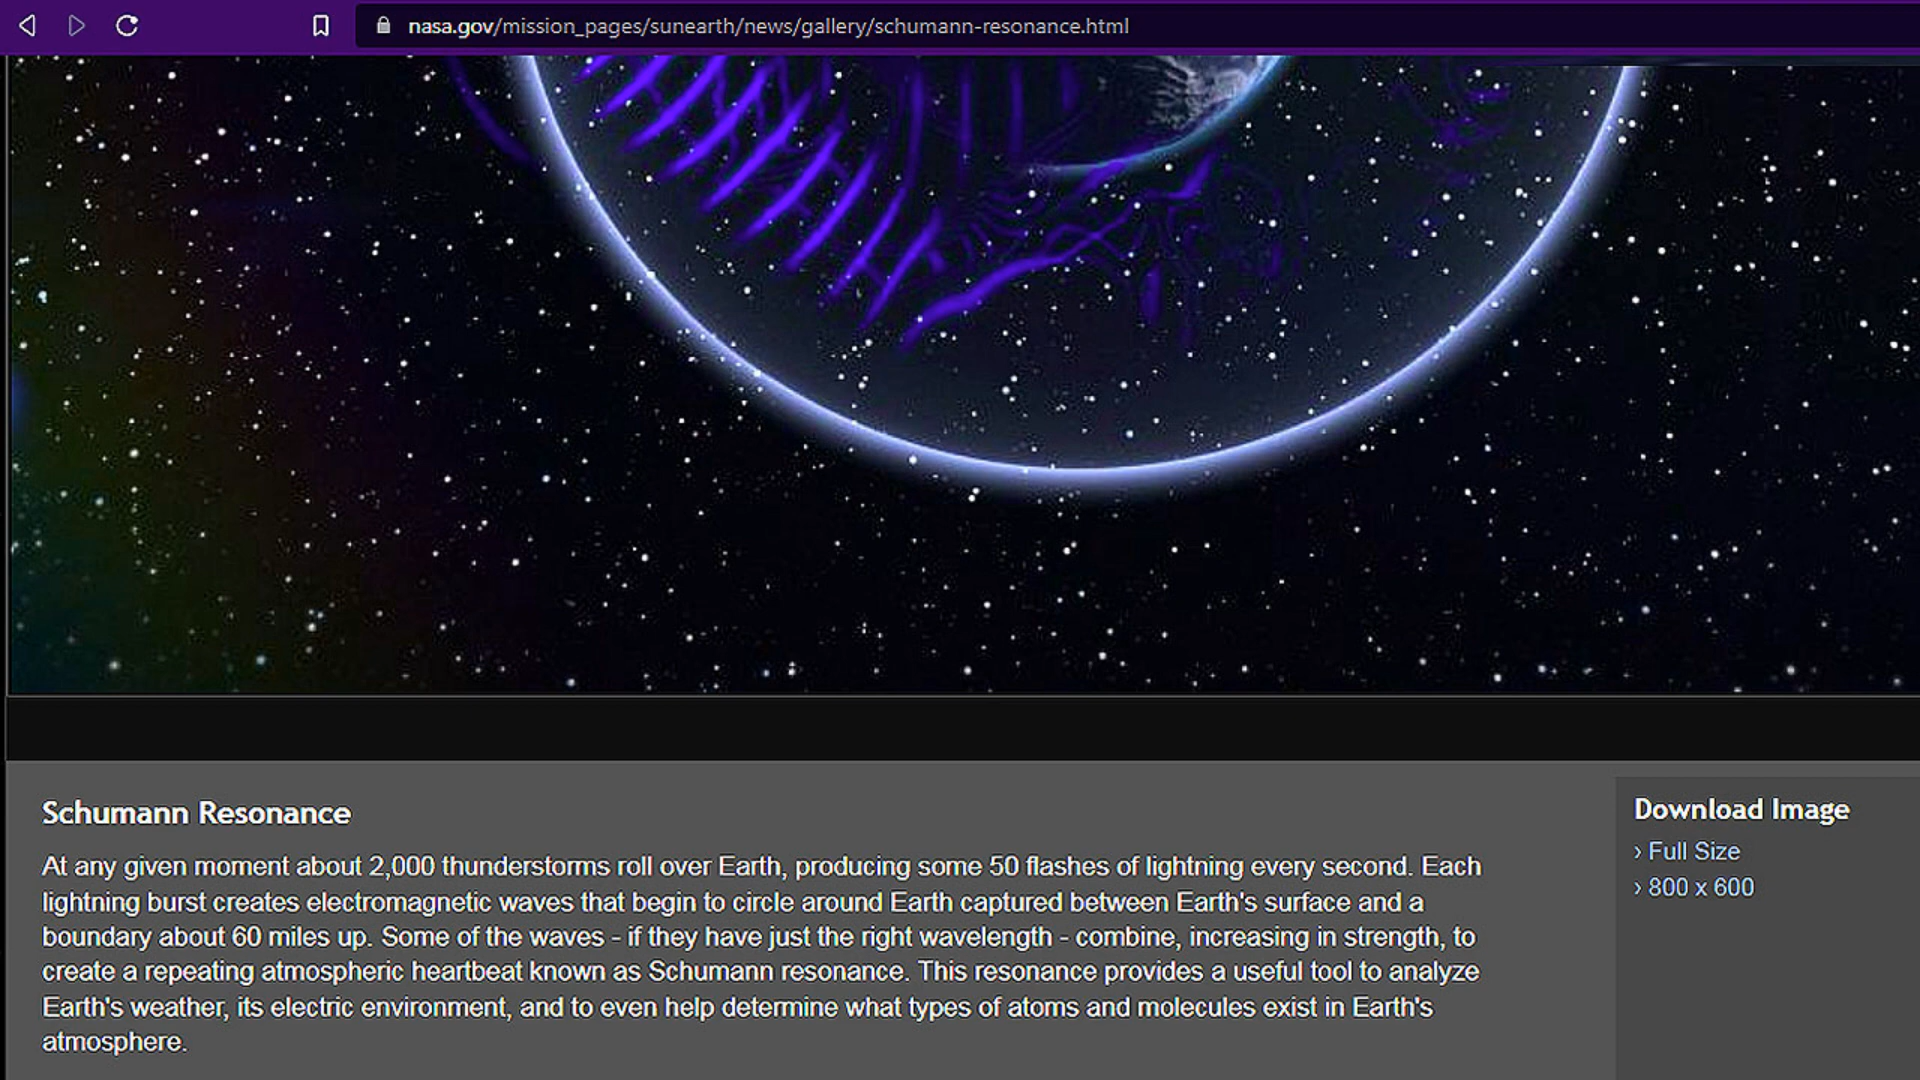 nasa.gov/mission_pages/sunearth/news/gallery/schumann-resonance.html
Schumann Resonance
At any given moment about 2,000 thunderstorms roll over Earth, producing some 50 flashes of lightning every second. Each
lightning burst creates electromagnetic waves that begin to circle around Earth captured between Earth's surface and a
boundary about 60 miles up. Some of the waves - if they have just the right wavelength - combine, increasing in strength, to
create a repeating atmospheric heartbeat known as Schumann resonance. This resonance provides a useful tool to analyze
Earth's weather, its electric environment, and to even help determine what types of atoms and molecules exist in Earth's
atmosphere.
Download Image
› Full Size
› 800 x 600